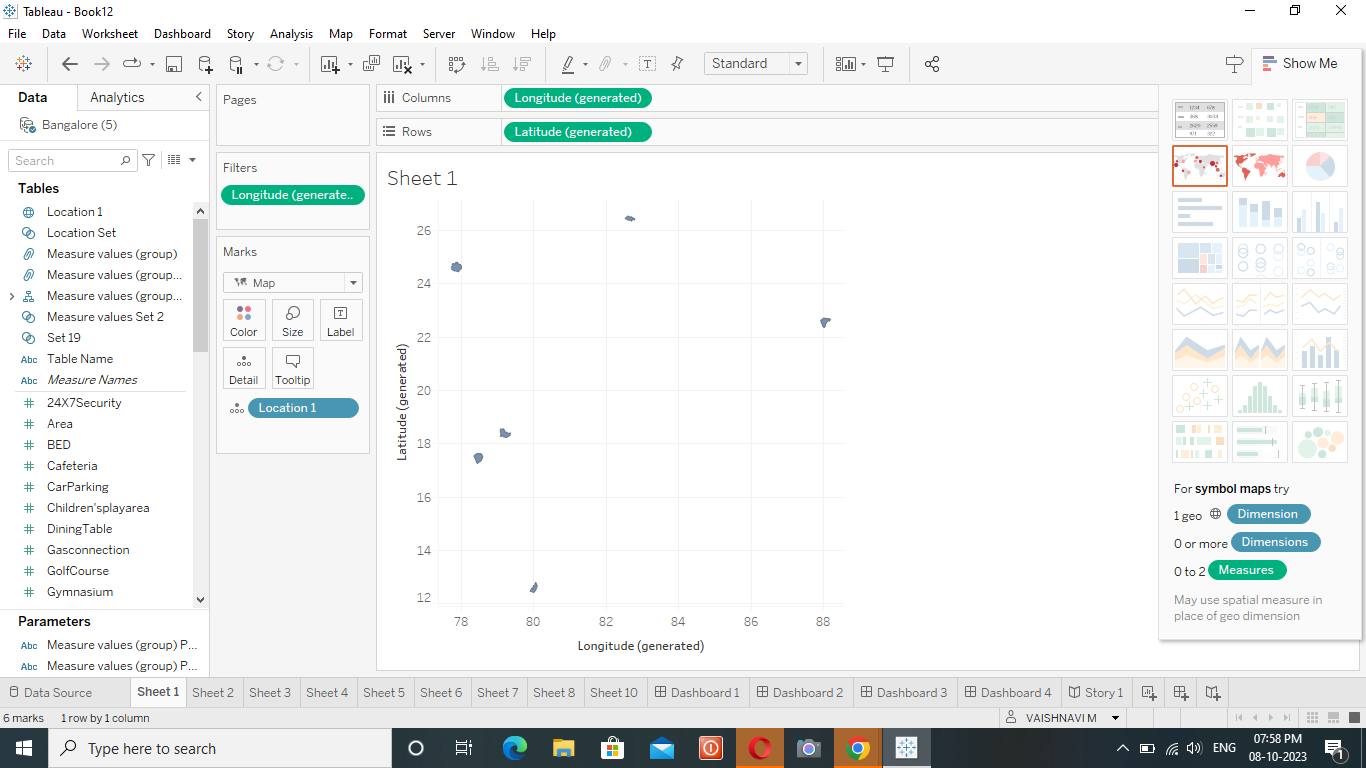 Tableau - Book12
File Data Worksheet Dashboard Story Analysis Map Format Server Window Help
Standard
Show Me
Data Analytics
Bangalore (5)
Search
Tables
Location 1
Location Set
Measure values (group)
Measure values (group...
Measure values (group...
Measure values Set 2
Set 19
Abc Table Name
Abc Measure Names
24X7Security
Area
BED
Cafeteria
CarParking
Children'splayarea
DiningTable
Gasconnection
GolfCourse
Gymnasium
Parameters
Abc Measure values (group) P...
Abc Measure values (group) P...
Pages
Filters
Longitude (generate..
Marks
Map
Color Size Label
Detail Tooltip
Location 1
Columns Longitude (generated)
Rows Latitude (generated)
Sheet 1
26
24
22
20
18
16
14
12
Latitude (generated)
78 80 82 84 86 88
Longitude (generated)
For symbol maps try
1 geo Dimension
0 or more Dimensions
0 to 2 Measures
May use spatial measure in
place of geo dimension
Data Source Sheet 1 Sheet 2 Sheet 3 Sheet 4 Sheet 5 Sheet 6 Sheet 7 Sheet 8 Sheet 10 Dashboard 1 Dashboard 2 Dashboard 3 Dashboard 4 Story 1
6 marks 1 row by 1 column
VAISHNAVI M
Type here to search
ENG
07:58 PM
08-10-2023
1